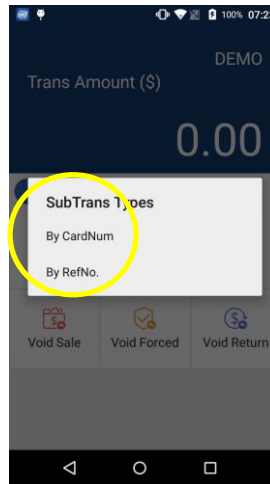 100% 07:2
DEMO
Trans Amount ($)
0.00
SubTrans Types
By CardNum
By RefNo.
Void Sale
Void Forced
Void Return